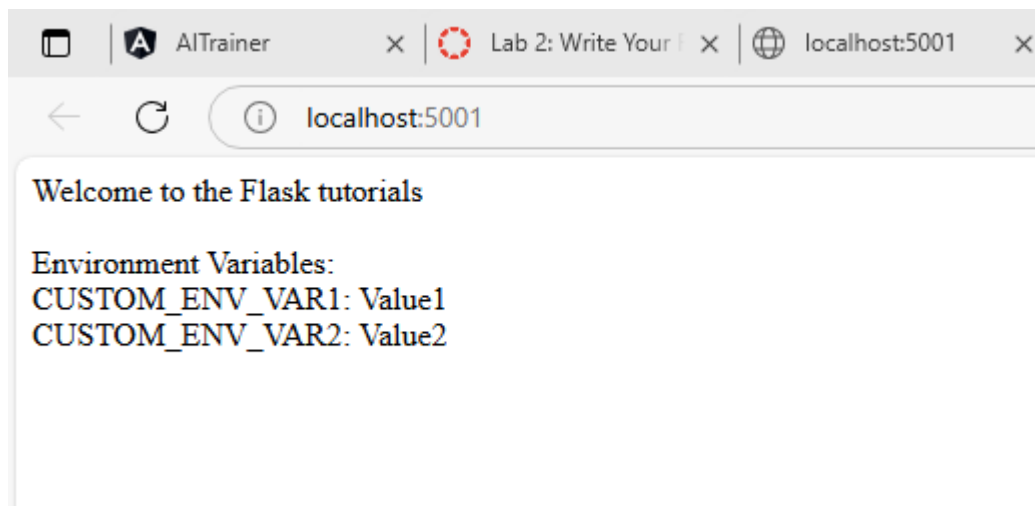 AITrainer
Lab 2: Write Your
localhost:5001
localhost:5001
Welcome to the Flask tutorials
Environment Variables:
CUSTOM_ENV_VAR1: Value1
CUSTOM_ENV_VAR2: Value2